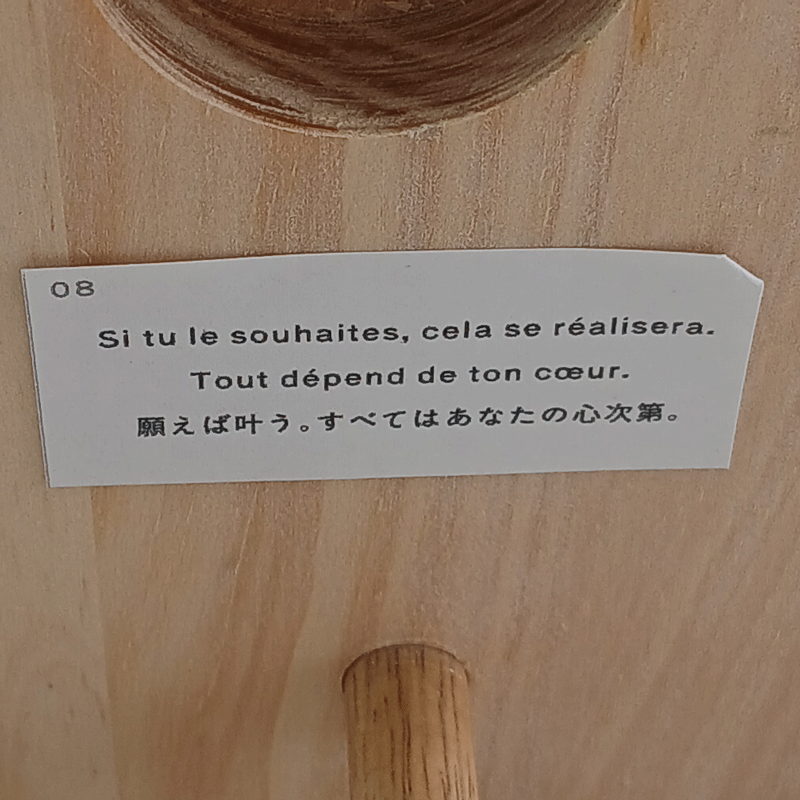 08
Si tu le souhaites, cela se réalisera.
Tout dépend de ton cœur.
願えば叶う。すべてはあなたの心次第。